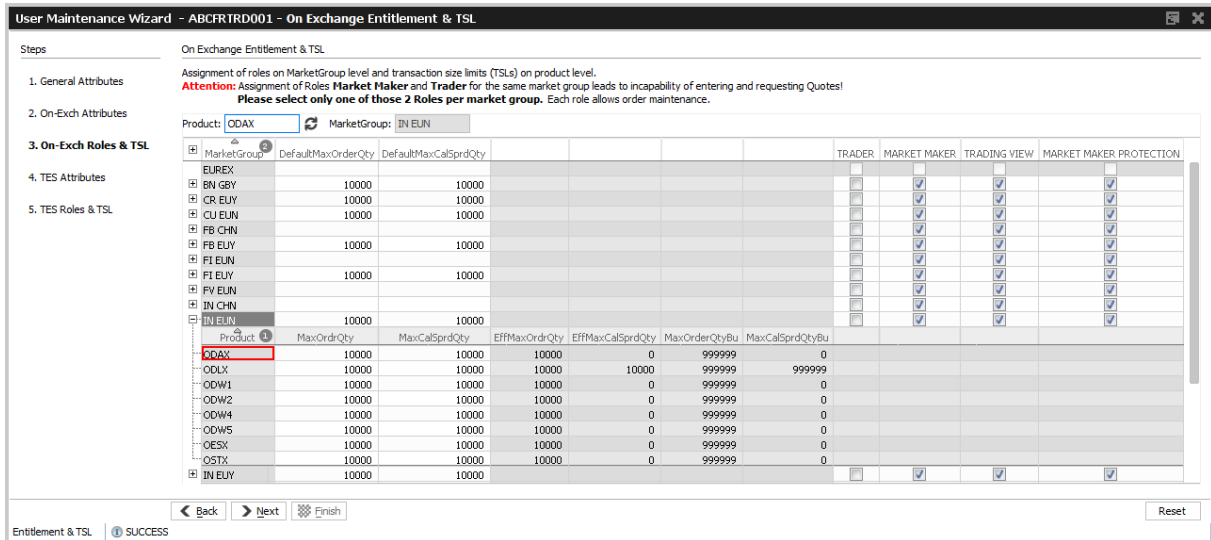 User Maintenance Wizard - ABCFRTRD001 - On Exchange Entitlement & TSL
Steps
1. General Attributes
2. On-Exch Attributes
3. On-Exch Roles & TSL
4. TES Attributes
5. TES Roles & TSL
On Exchange Entitlement & TSL
Assignment of roles on MarketGroup level and transaction size limits (TSLs) on product level.
Attention: Assignment of Roles Market Maker and Trader for the same market group leads to incapability of entering and requesting Quotes!
Please select only one of those 2 Roles per market group. Each role allows order maintenance.
Product: ODAX MarketGroup: IN EUN
MarketGroup 2 DefaultMaxOrderQty DefaultMaxCalSprdQty TRADER MARKET MAKER TRADING VIEW MARKET MAKER PROTECTION
EUREX
BN GBY 10000 10000
CR EUY 10000 10000
CU EUN 10000 10000
FB CHN
FB EUY 10000 10000
FI EUN
FI EUY 10000 10000
FV EUN
IN CHN
IN EUN 10000 10000
Product 1 MaxOrdrQty MaxCalSprdQty EffMaxOrdrQty EffMaxCalSprdQty MaxOrderQtyBu MaxCalSprdQtyBu
ODAX 10000 10000 10000 0 999999 0
ODLX 10000 10000 10000 10000 999999 999999
ODW1 10000 10000 10000 0 999999 0
ODW2 10000 10000 10000 0 999999 0
ODW4 10000 10000 10000 0 999999 0
ODW5 10000 10000 10000 0 999999 0
OESX 10000 10000 10000 0 999999 0
OSTX 10000 10000 10000 0 999999 0
IN EUY 10000 10000
Back Next Finish Reset
Entitlement & TSL SUCCESS